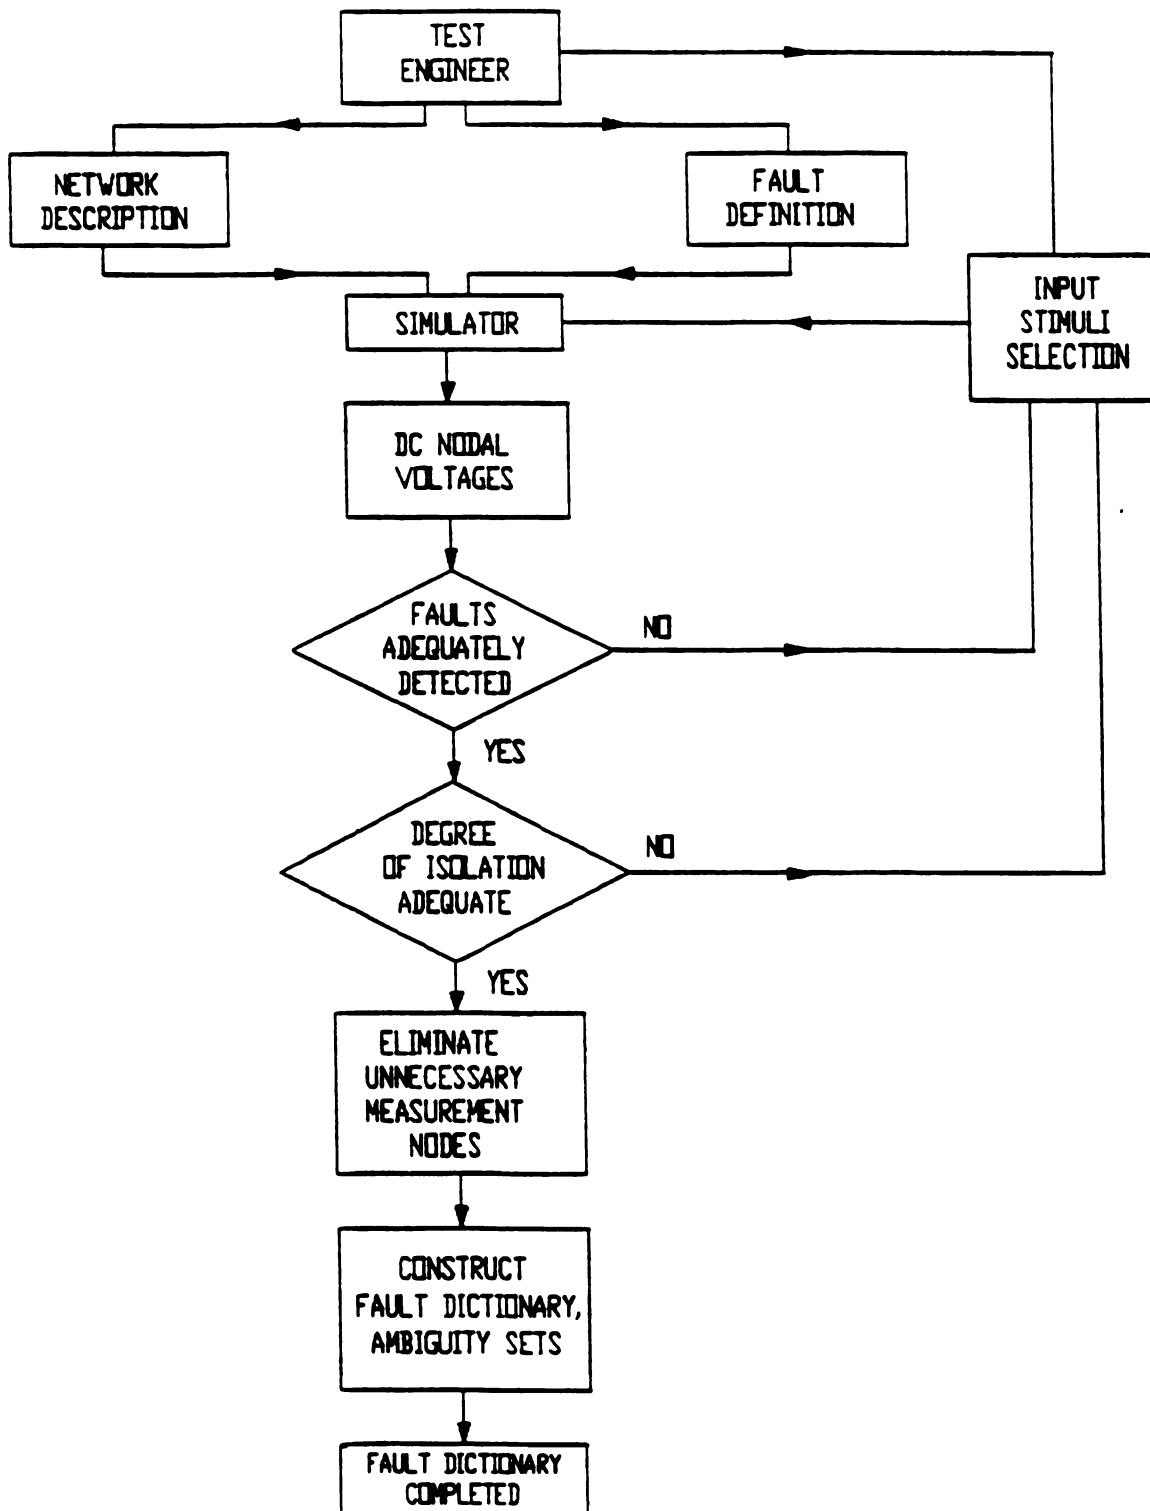 TEST
ENGINEER
NETWORK
DESCRIPTION
FAULT
DEFINITION
INPUT
STIMULI
SELECTION
SIMULATOR
DC NODAL
VOLTAGES
FAULTS
ADEQUATELY
DETECTED
NO
YES
DEGREE
OF ISOLATION
ADEQUATE
NO
YES
ELIMINATE
UNNECESSARY
MEASUREMENT
NODES
CONSTRUCT
FAULT DICTIONARY,
AMBIGUITY SETS
FAULT DICTIONARY
COMPLETED